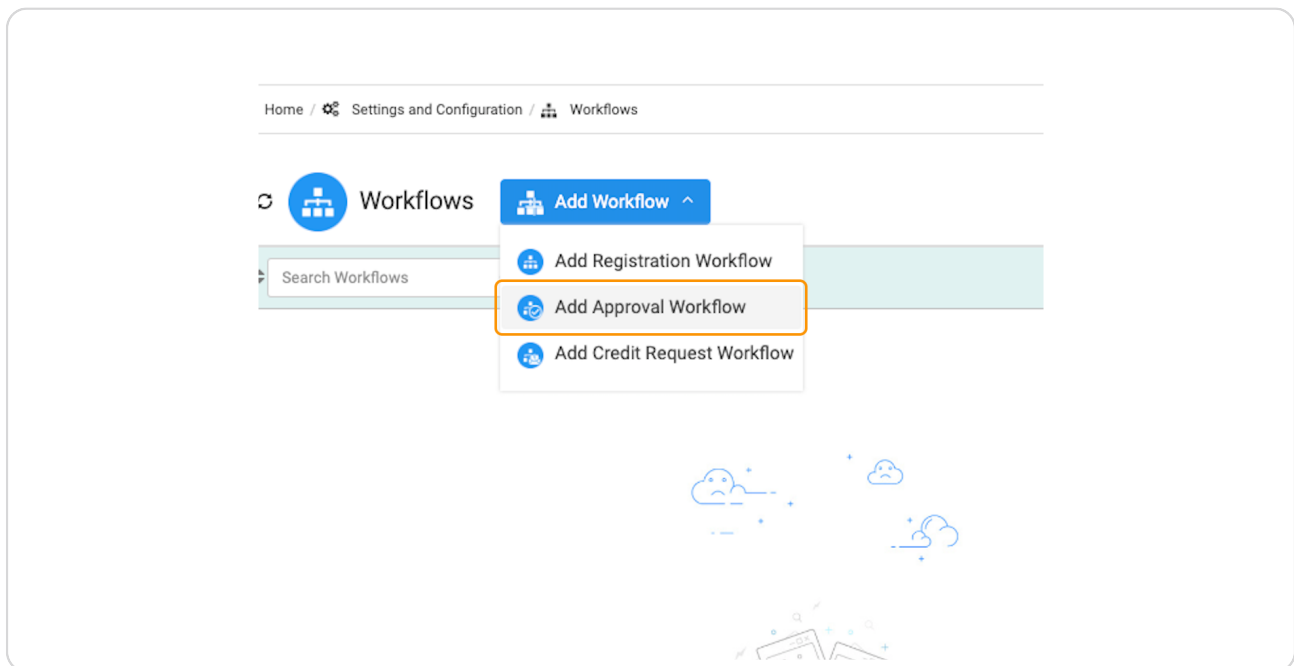 Home / Settings and Configuration / Workflows
Workflows
Add Workflow
Add Registration Workflow
Search Workflows
Add Approval Workflow
Add Credit Request Workflow